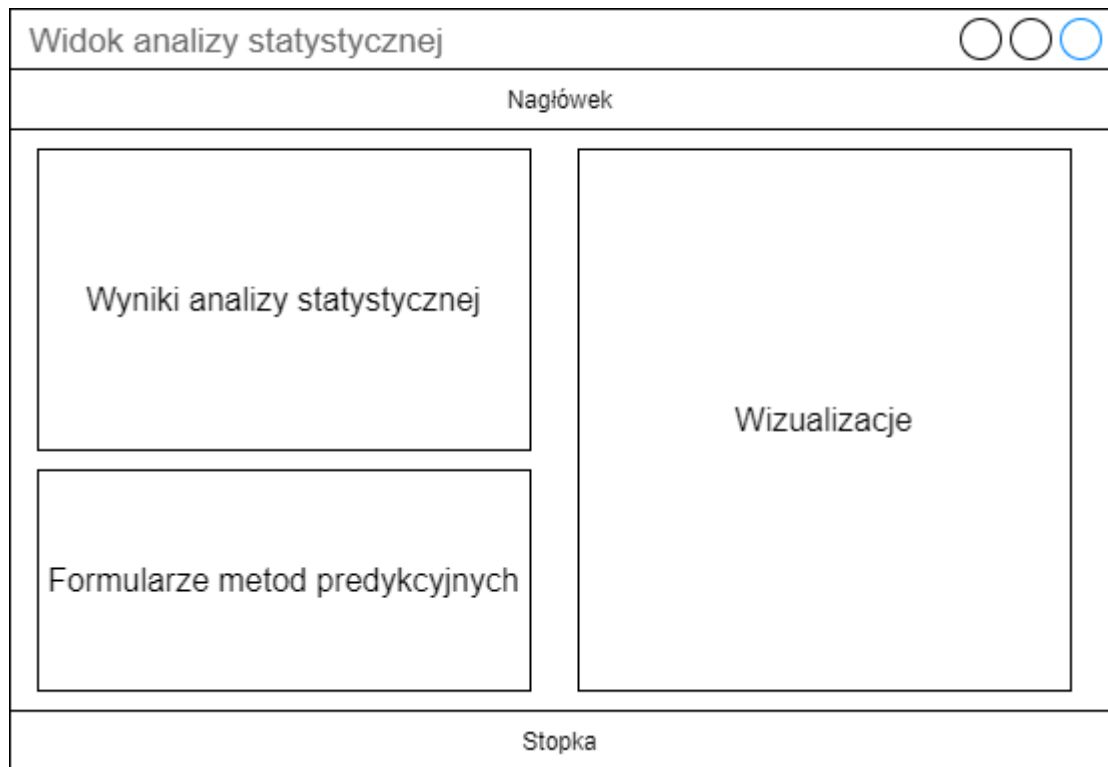 Widok analizy statystycznej
Nagłówek
Wyniki analizy statystycznej
Wizualizacje
Formularze metod predykcyjnych
Stopka